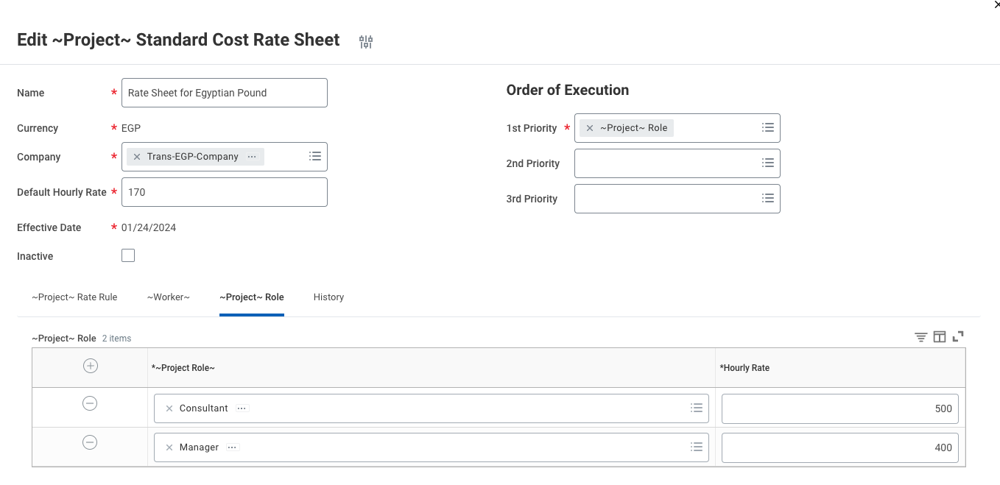 Edit ~Project~ Standard Cost Rate Sheet
Name * Rate Sheet for Egyptian Pound
Currency * EGP
Company * Trans-EGP-Company
Default Hourly Rate * 170
Effective Date * 01/24/2024
Inactive
Order of Execution
1st Priority * ~Project~ Role
2nd Priority
3rd Priority
~Project~ Rate Rule ~Worker~ ~Project~ Role History
~Project~ Role 2 items
*~Project Role~ *Hourly Rate
Consultant 500
Manager 400